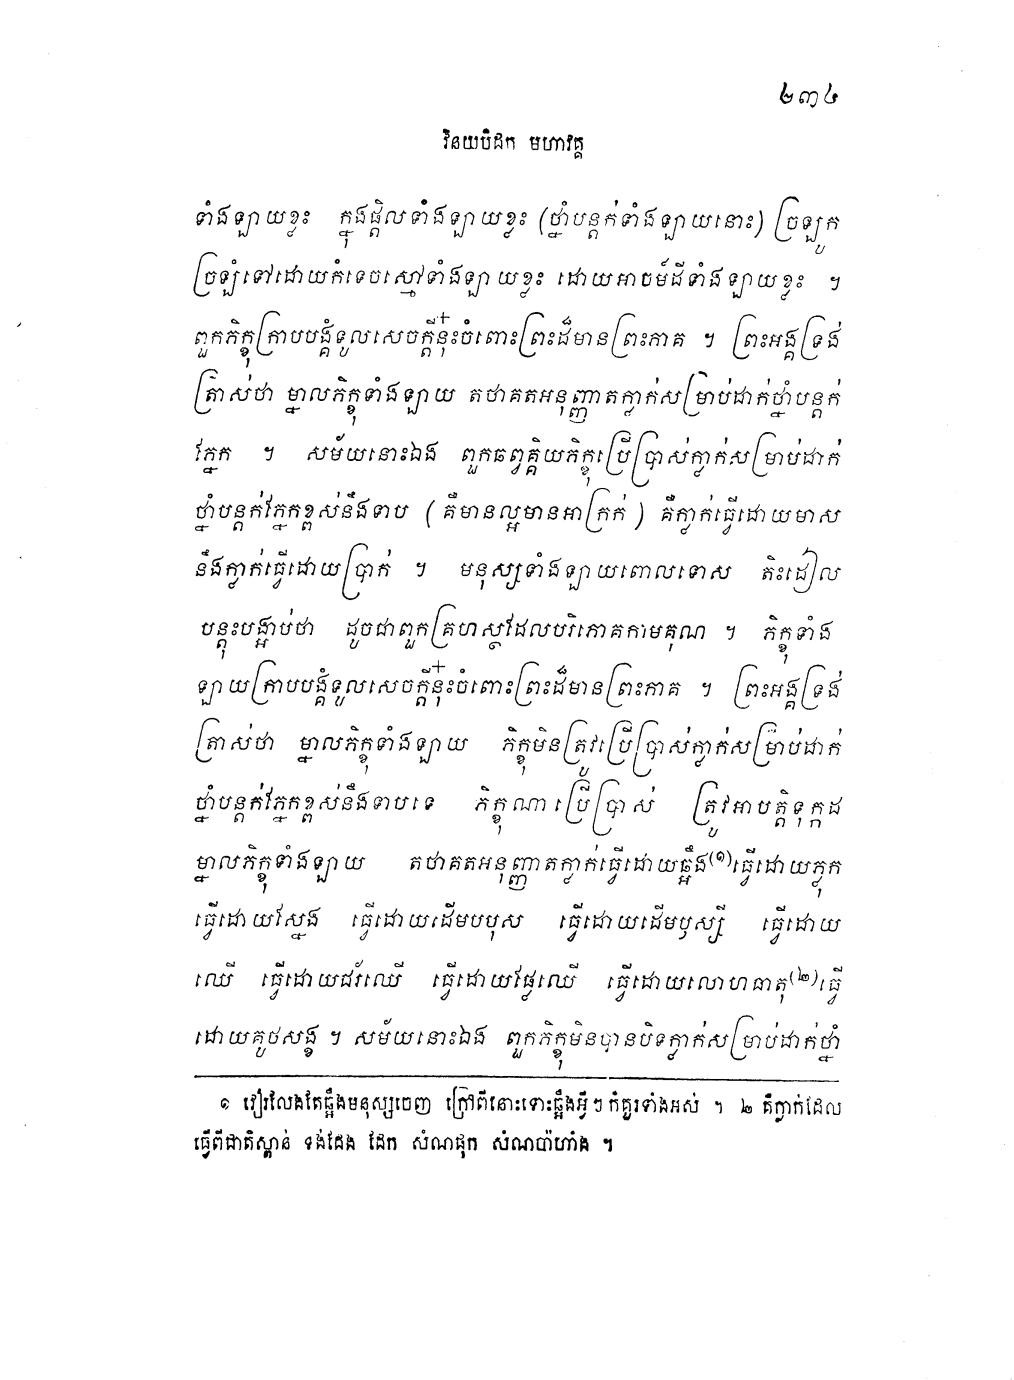 ២៣៤
វិនយបិដក មហាវគ្គ
ទាំងឡាយខ្លះ ក្នុងផ្តិលទាំងឡាយខ្លះ (ថ្នាំបន្តក់ទាំងឡាយនោះ) ច្រឡូក
ច្រឡំទៅដោយកំទេចស្មៅទាំងឡាយខ្លះ ដោយអាចម៍ដីទាំងឡាយខ្លះ ។
ពួកភិក្ខុក្រាបបង្គំទូលសេចក្តីនុ៎ះចំពោះព្រះដ៏មានព្រះភាគ ។ ព្រះអង្គទ្រង់
ត្រាស់ថា ម្នាលភិក្ខុទាំងឡាយ តថាគតអនុញ្ញាតក្លាក់សម្រាប់ដាក់ថ្នាំបន្តក់
ភ្នែក ។ សម័យនោះឯង ពួកឆព្វគ្គិយភិក្ខុប្រើប្រាស់ក្លាក់សម្រាប់ដាក់
ថ្នាំបន្តក់ភ្នែកខ្ពស់នឹងទាប ( គឺមានល្អមានអាក្រក់ ) គឺក្លាក់ធ្វើដោយមាស
នឹងក្លាក់ធ្វើដោយប្រាក់ ។ មនុស្សទាំងឡាយពោលទោស តិះដៀល
បន្តុះបង្អាប់ថា ដូចជាពួកគ្រហស្ថដែលបរិភោគកាមគុណ ។ ភិក្ខុទាំង
ឡាយក្រាបបង្គំទូលសេចក្តីនុ៎ះចំពោះព្រះដ៏មានព្រះភាគ ។ ព្រះអង្គទ្រង់
ត្រាស់ថា ម្នាលភិក្ខុទាំងឡាយ ភិក្ខុមិនត្រូវប្រើប្រាស់ក្លាក់សម្រាប់ដាក់
ថ្នាំបន្តក់ភ្នែកខ្ពស់នឹងទាបទេ ភិក្ខុណាប្រើប្រាស់ ត្រូវអាបត្តិទុក្កដ
ម្នាលភិក្ខុទាំងឡាយ តថាគតអនុញ្ញាតក្លាក់ធ្វើដោយឆ្អឹង(១)ធ្វើដោយភ្លុក
ធ្វើដោយស្នែង ធ្វើដោយដើមបបុស ធ្វើដោយដើមឫស្សី ធ្វើដោយ
ឈើ ធ្វើដោយជរ័ឈើ ធ្វើដោយផ្លែឈើ ធ្វើដោយលោហធាតុ(២)ធ្វើ
ដោយគូថសង្ខ ។ សម័យនោះឯង ពួកភិក្ខុមិនបានបិទក្លាក់សម្រាប់ដាក់ថ្នាំ
១ វៀរលែងតែឆ្អឹងមនុស្សចេញ ក្រៅពីនោះទោះឆ្អឹងអ្វីៗ ក៏គួរទាំងអស់ ។ ២ គឺក្លាក់ដែល
ធ្វើពីជាតិស្ពាន់ ទង់ដែង ដែក សំណផុក សំណប៉ាហាំង ។